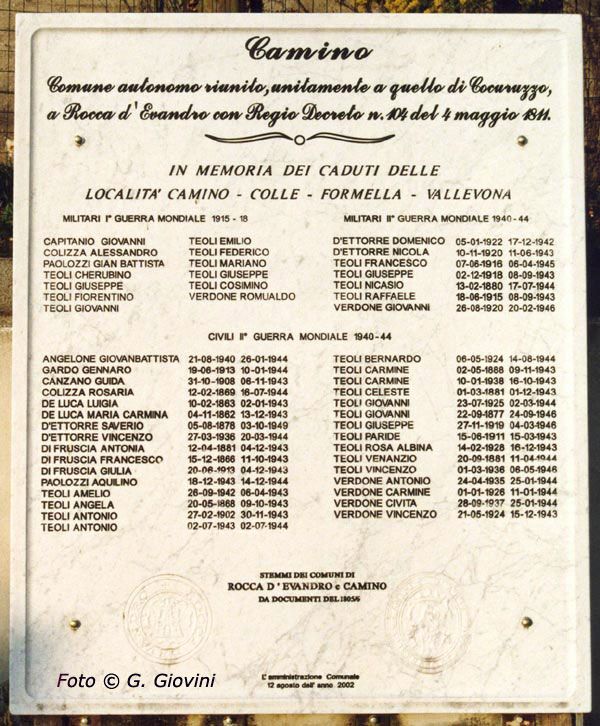 Camino
Comune autonomo riunito, unitamente a quello di Cocuruzzo,
a Rocca d'Evandro con Regio Decreto n. 104 del 4 maggio 1811.
IN MEMORIA DEI CADUTI DELLE
LOCALITA' CAMINO - COLLE - FORMELLA - VALLEVONA
MILITARI Iª GUERRA MONDIALE 1915 - 18
CAPITANIO GIOVANNI TEOLI EMILIO
COLIZZA ALESSANDRO TEOLI FEDERICO
PAOLOZZI GIAN BATTISTA TEOLI MARIANO
TEOLI CHERUBINO TEOLI GIUSEPPE
TEOLI GIUSEPPE TEOLI COSIMINO
TEOLI FIORENTINO VERDONE ROMUALDO
TEOLI GIOVANNI
MILITARI IIª GUERRA MONDIALE 1940-44
D'ETTORRE DOMENICO 05-01-1922 17-12-1942
D'ETTORRE NICOLA 10-11-1920 11-06-1943
TEOLI FRANCESCO 07-06-1916 06-04-1945
TEOLI GIUSEPPE 02-12-1918 08-09-1943
TEOLI NICASIO 13-02-1880 17-07-1944
TEOLI RAFFAELE 18-06-1915 08-09-1943
VERDONE GIOVANNI 26-08-1920 20-02-1946
CIVILI IIª GUERRA MONDIALE 1940-44
ANGELONE GIOVANBATTISTA 21-08-1940 26-01-1944
GARDO GENNARO 19-06-1913 10-01-1944
CANZANO GUIDA 31-10-1908 06-11-1943
COLIZZA ROSARIA 12-02-1869 16-07-1944
DE LUCA LUIGIA 10-02-1863 02-01-1943
DE LUCA MARIA CARMINA 04-11-1862 13-12-1943
D'ETTORRE SAVERIO 05-08-1878 03-10-1949
D'ETTORRE VINCENZO 27-03-1936 20-03-1944
DI FRUSCIA ANTONIA 12-04-1881 04-12-1943
DI FRUSCIA FRANCESCO 15-12-1866 11-10-1943
DI FRUSCIA GIULIA 20-06-1913 04-12-1943
PAOLOZZI AQUILINO 18-12-1943 14-12-1944
TEOLI AMELIO 26-09-1942 06-04-1943
TEOLI ANGELA 20-05-1868 09-10-1943
TEOLI ANTONIO 27-02-1902 30-11-1943
TEOLI ANTONIO 02-07-1943 02-07-1944
TEOLI BERNARDO 06-05-1924 14-08-1944
TEOLI CARMINE 02-05-1888 09-11-1943
TEOLI CARMINE 10-01-1938 16-10-1943
TEOLI CELESTE 01-03-1881 01-12-1943
TEOLI GIOVANNI 23-07-1925 02-03-1944
TEOLI GIOVANNI 22-09-1877 24-09-1946
TEOLI GIUSEPPE 27-11-1919 04-031946
TEOLI PARIDE 15-06-1911 15-03-1943
TEOLI ROSA ALBINA 14-02-1928 16-12-1943
TEOLI VENANZIO 20-09-1881 11-04-1944
TEOLI VINCENZO 01-03-1936 06-05-1946
VERDONE ANTONIO 24-04-1935 25-01-1944
VERDONE CARMINE 01-01-1926 11-01-1944
VERDONE CIVITA 28-09-1937 25-01-1944
VERDONE VINCENZO 21-05-1924 15-12-1943
STEMMI DEI COMUNI DI
ROCCA D'EVANDRO e CAMINO
DA DOCUMENTI DEL 1805/6
L'amministrazione Comunale
12 agosto dell'anno 2002
Foto © G. Giovini